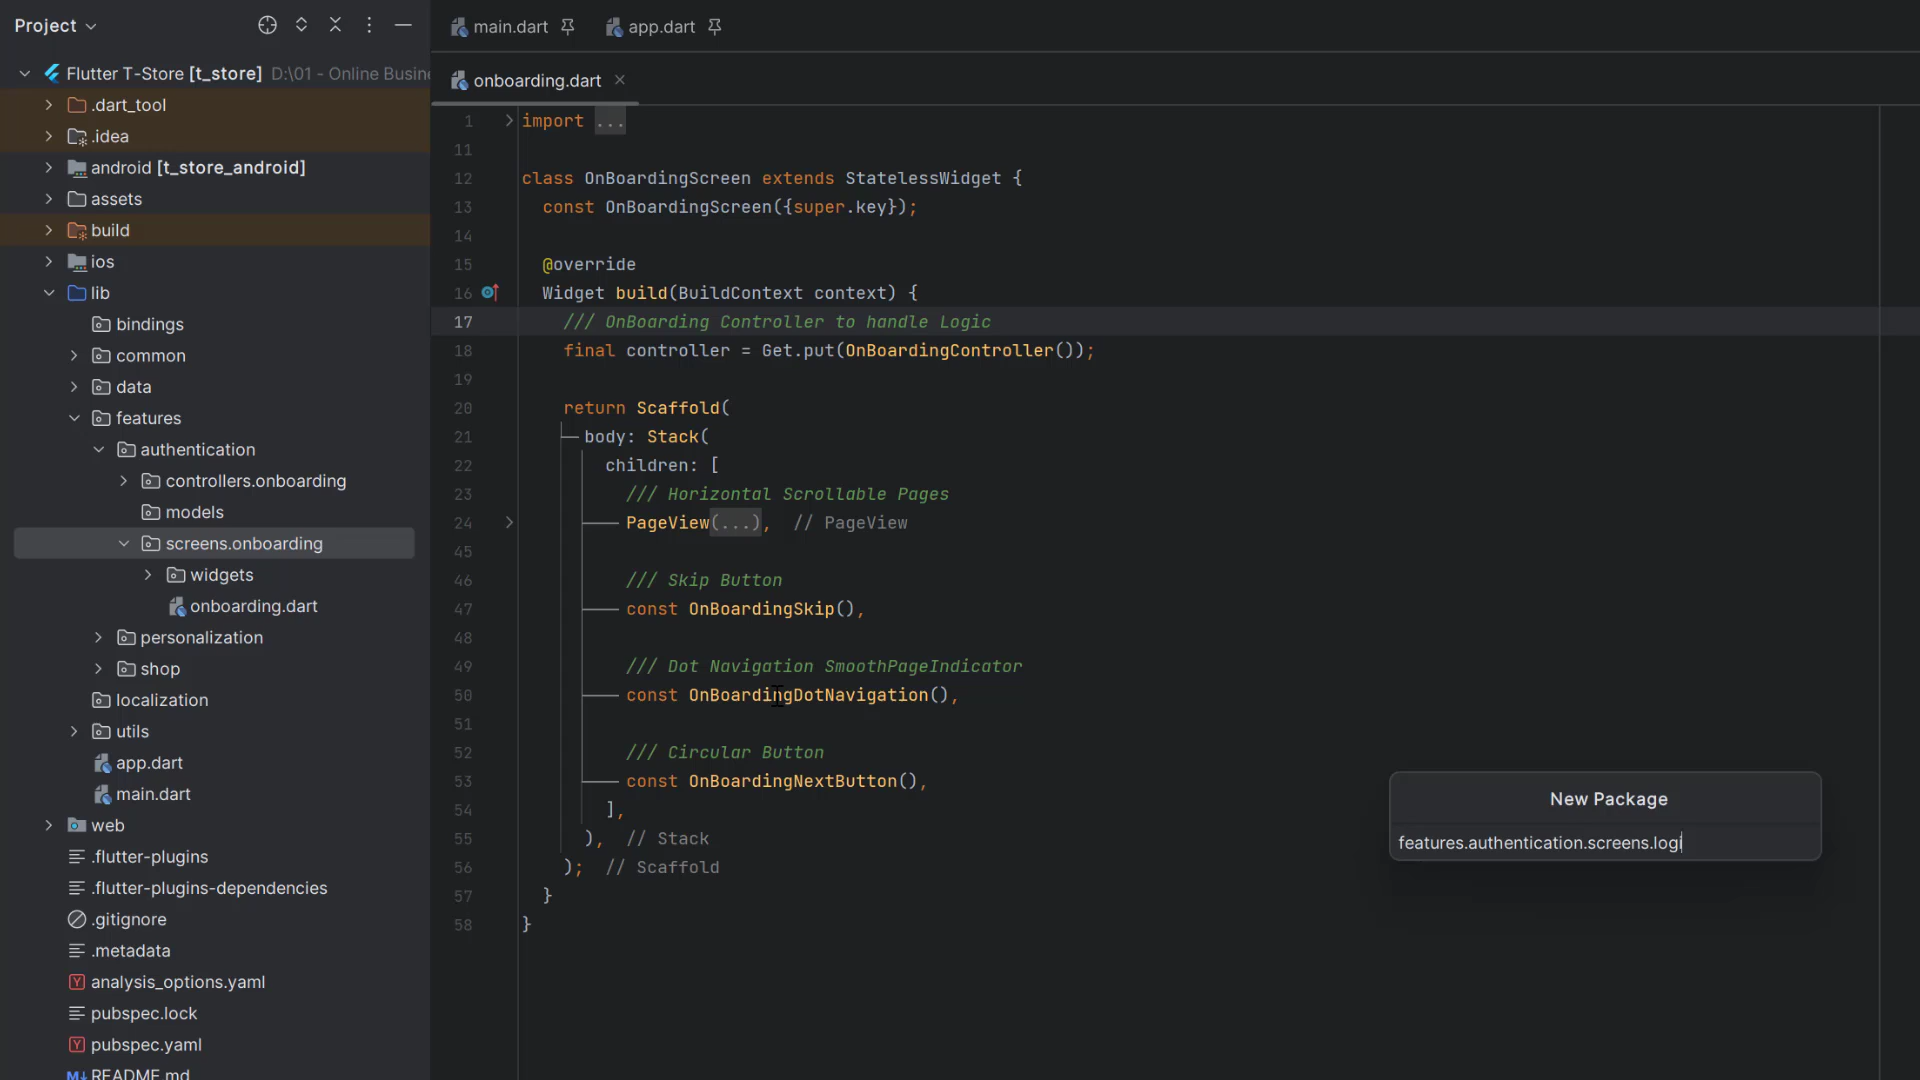 Project
Flutter T-Store [t_store] D:\01 - Online Busine
.dart_tool
.idea
android [t_store_android]
assets
build
ios
lib
bindings
common
data
features
authentication
controllers.onboarding
models
screens.onboarding
widgets
onboarding.dart
personalization
shop
localization
utils
app.dart
main.dart
web
.flutter-plugins
.flutter-plugins-dependencies
.gitignore
.metadata
analysis_options.yaml
pubspec.lock
pubspec.yaml
README.md
main.dart app.dart
onboarding.dart
1 import ...
11
12 class OnBoardingScreen extends StatelessWidget {
13 const OnBoardingScreen({super.key});
14
15 @override
16 Widget build(BuildContext context) {
17 /// OnBoarding Controller to handle Logic
18 final controller = Get.put(OnBoardingController());
19
20 return Scaffold(
21 body: Stack(
22 children: [
23 /// Horizontal Scrollable Pages
24 PageView(...), // PageView
45
46 /// Skip Button
47 const OnBoardingSkip(),
48
49 /// Dot Navigation SmoothPageIndicator
50 const OnBoardingDotNavigation(),
51
52 /// Circular Button
53 const OnBoardingNextButton(),
54 ],
55 ), // Stack
56 ); // Scaffold
57 }
58 }
New Package
features.authentication.screens.logi